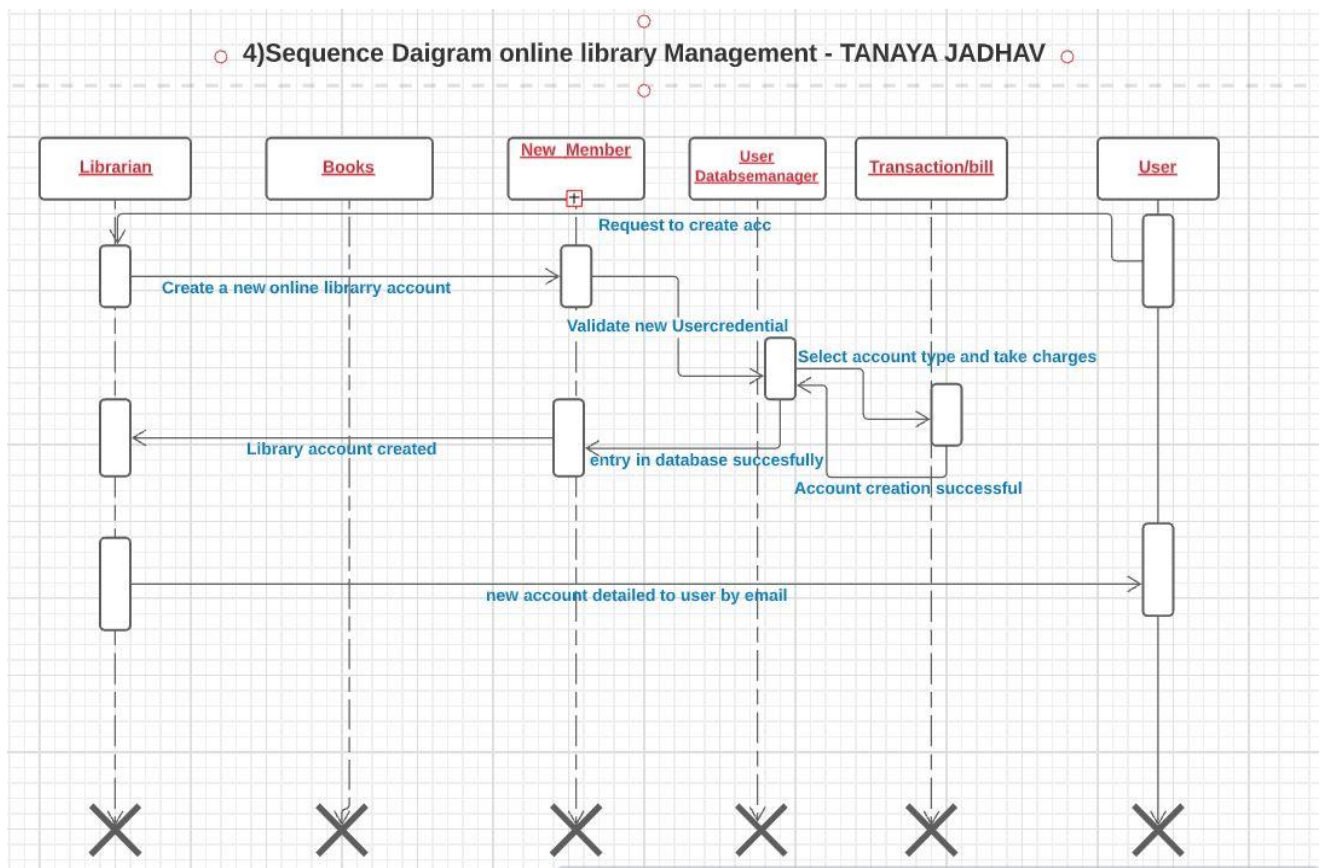 4)Sequence Daigram online library Management - TANAYA JADHAV
Librarian
Books
New_Member
User
Databsemanager
Transaction/bill
User
Request to create acc
Create a new online librarry account
Validate new Usercredential
Select account type and take charges
Library account created
entry in database succesfully
Account creation successful
new account detailed to user by email